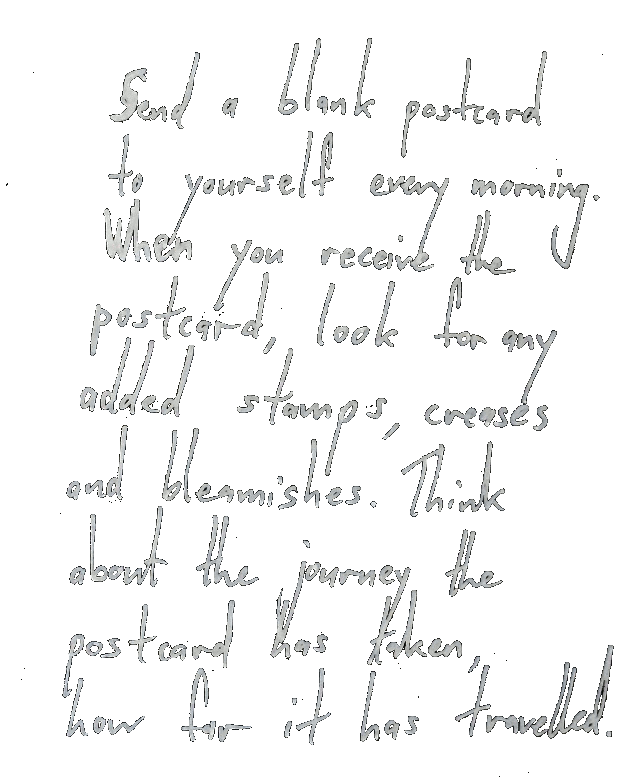 Send a blank postcard
to yourself every morning.
When you receive the
postcard, look for any
added stamps, creases
and blemishes. Think
about the journey the
postcard has taken,
how far it has travelled.